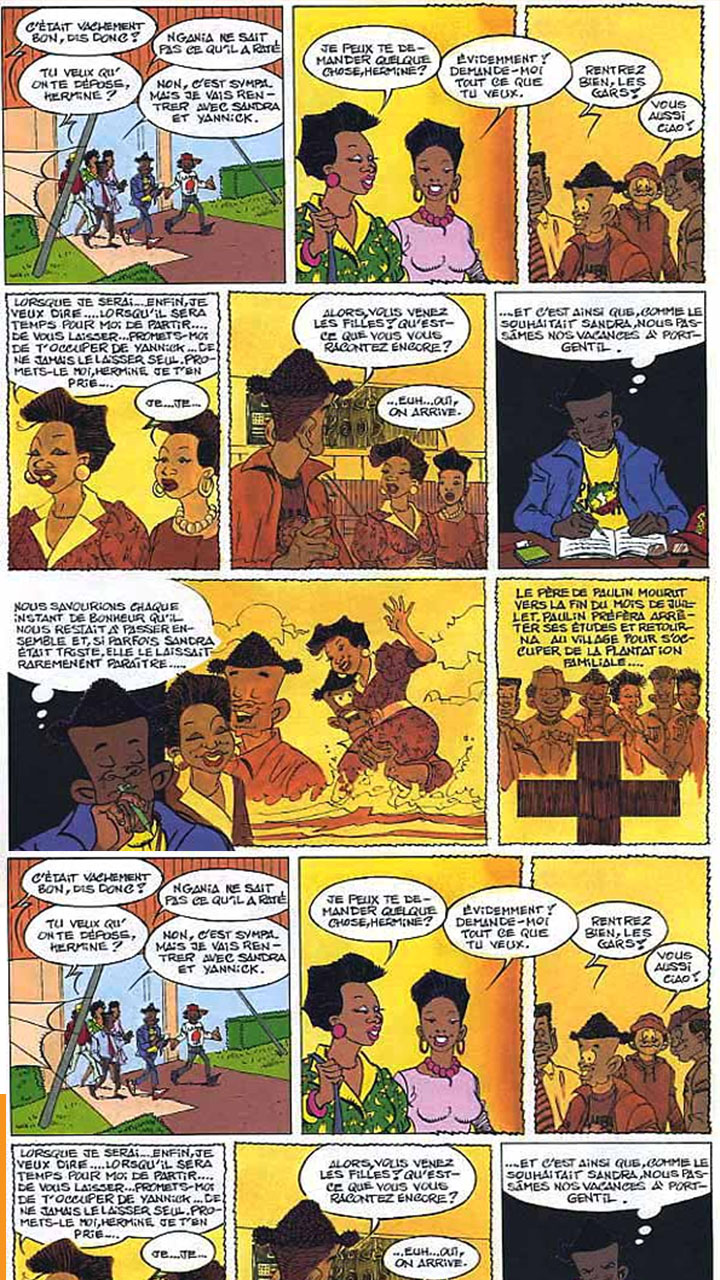 C'ÉTAIT VACHEMENT
BON, DIS DONC?
NGANIA NE SAIT
PAS CE QU'IL A RATÉ
TU VEUX QU'
ON TE DÉPOSE,
HERMINE?
NON, C'EST SYMPA.
MAIS JE VAIS REN-
TRER AVEC SANDRA
ET YANNICK.
JE PEUX TE DE-
MANDER QUELQUE
CHOSE, HERMINE?
ÉVIDEMMENT!
DEMANDE-MOI
TOUT CE QUE
TU VEUX.
RENTREZ
BIEN, LES
GARS!
VOUS
AUSSI
CIAO!
LORSQUE JE SERAI...ENFIN, JE
VEUX DIRE....LORSQU'IL SERA
TEMPS POUR MOI DE PARTIR....
DE VOUS LAISSER...PROMETS-MOI
DE T'OCCUPER DE YANNICK...DE
NE JAMAIS LE LAISSER SEUL. PRO-
METS-LE MOI, HERMINE JE T'EN
PRIE....
JE...JE...
ALORS, VOUS VENEZ
LES FILLES? QU'EST-
CE QUE VOUS VOUS
RACONTEZ ENCORE?
...EUH...OUI,
ON ARRIVE.
....ET C'EST AINSI QUE, COMME LE
SOUHAITAIT SANDRA, NOUS PAS-
SÂMES NOS VACANCES À PORT-
GENTIL.
NOUS SAVOURIONS CHAQUE
INSTANT DE BONHEUR QU'IL
NOUS RESTAIT À PASSER EN-
SEMBLE ET, SI PARFOIS SANDRA
ÉTAIT TRISTE, ELLE LE LAISSAIT
RAREMENENT PARAÎTRE.....
LE PÈRE DE PAULIN MOURUT
VERS LA FIN DU MOIS DE JUIL-
LET. PAULIN PRÉFÉRA ARRÊ-
TER SES ÉTUDES ET RETOUR-
NA AU VILLAGE POUR S'OC-
CUPER DE LA PLANTATION
FAMILIALE....
C'ÉTAIT VACHEMENT
BON, DIS DONC?
NGANIA NE SAIT
PAS CE QU'IL A RATÉ
TU VEUX QU'
ON TE DÉPOSE,
HERMINE?
NON, C'EST SYMPA.
MAIS JE VAIS REN-
TRER AVEC SANDRA
ET YANNICK.
JE PEUX TE DE-
MANDER QUELQUE
CHOSE, HERMINE?
ÉVIDEMMENT!
DEMANDE-MOI
TOUT CE QUE
TU VEUX.
RENTREZ
BIEN, LES
GARS!
VOUS
AUSSI
CIAO!
LORSQUE JE SERAI...ENFIN, JE
VEUX DIRE....LORSQU'IL SERA
TEMPS POUR MOI DE PARTIR....
DE VOUS LAISSER...PROMETS-MOI
DE T'OCCUPER DE YANNICK...DE
NE JAMAIS LE LAISSER SEUL. PRO-
METS-LE MOI, HERMINE JE T'EN
PRIE....
JE...JE...
ALORS, VOUS VENEZ
LES FILLES? QU'EST-
CE QUE VOUS VOUS
RACONTEZ ENCORE?
...EUH...OUI,
ON ARRIVE.
....ET C'EST AINSI QUE, COMME LE
SOUHAITAIT SANDRA, NOUS PAS-
SÂMES NOS VACANCES À PORT-
GENTIL.